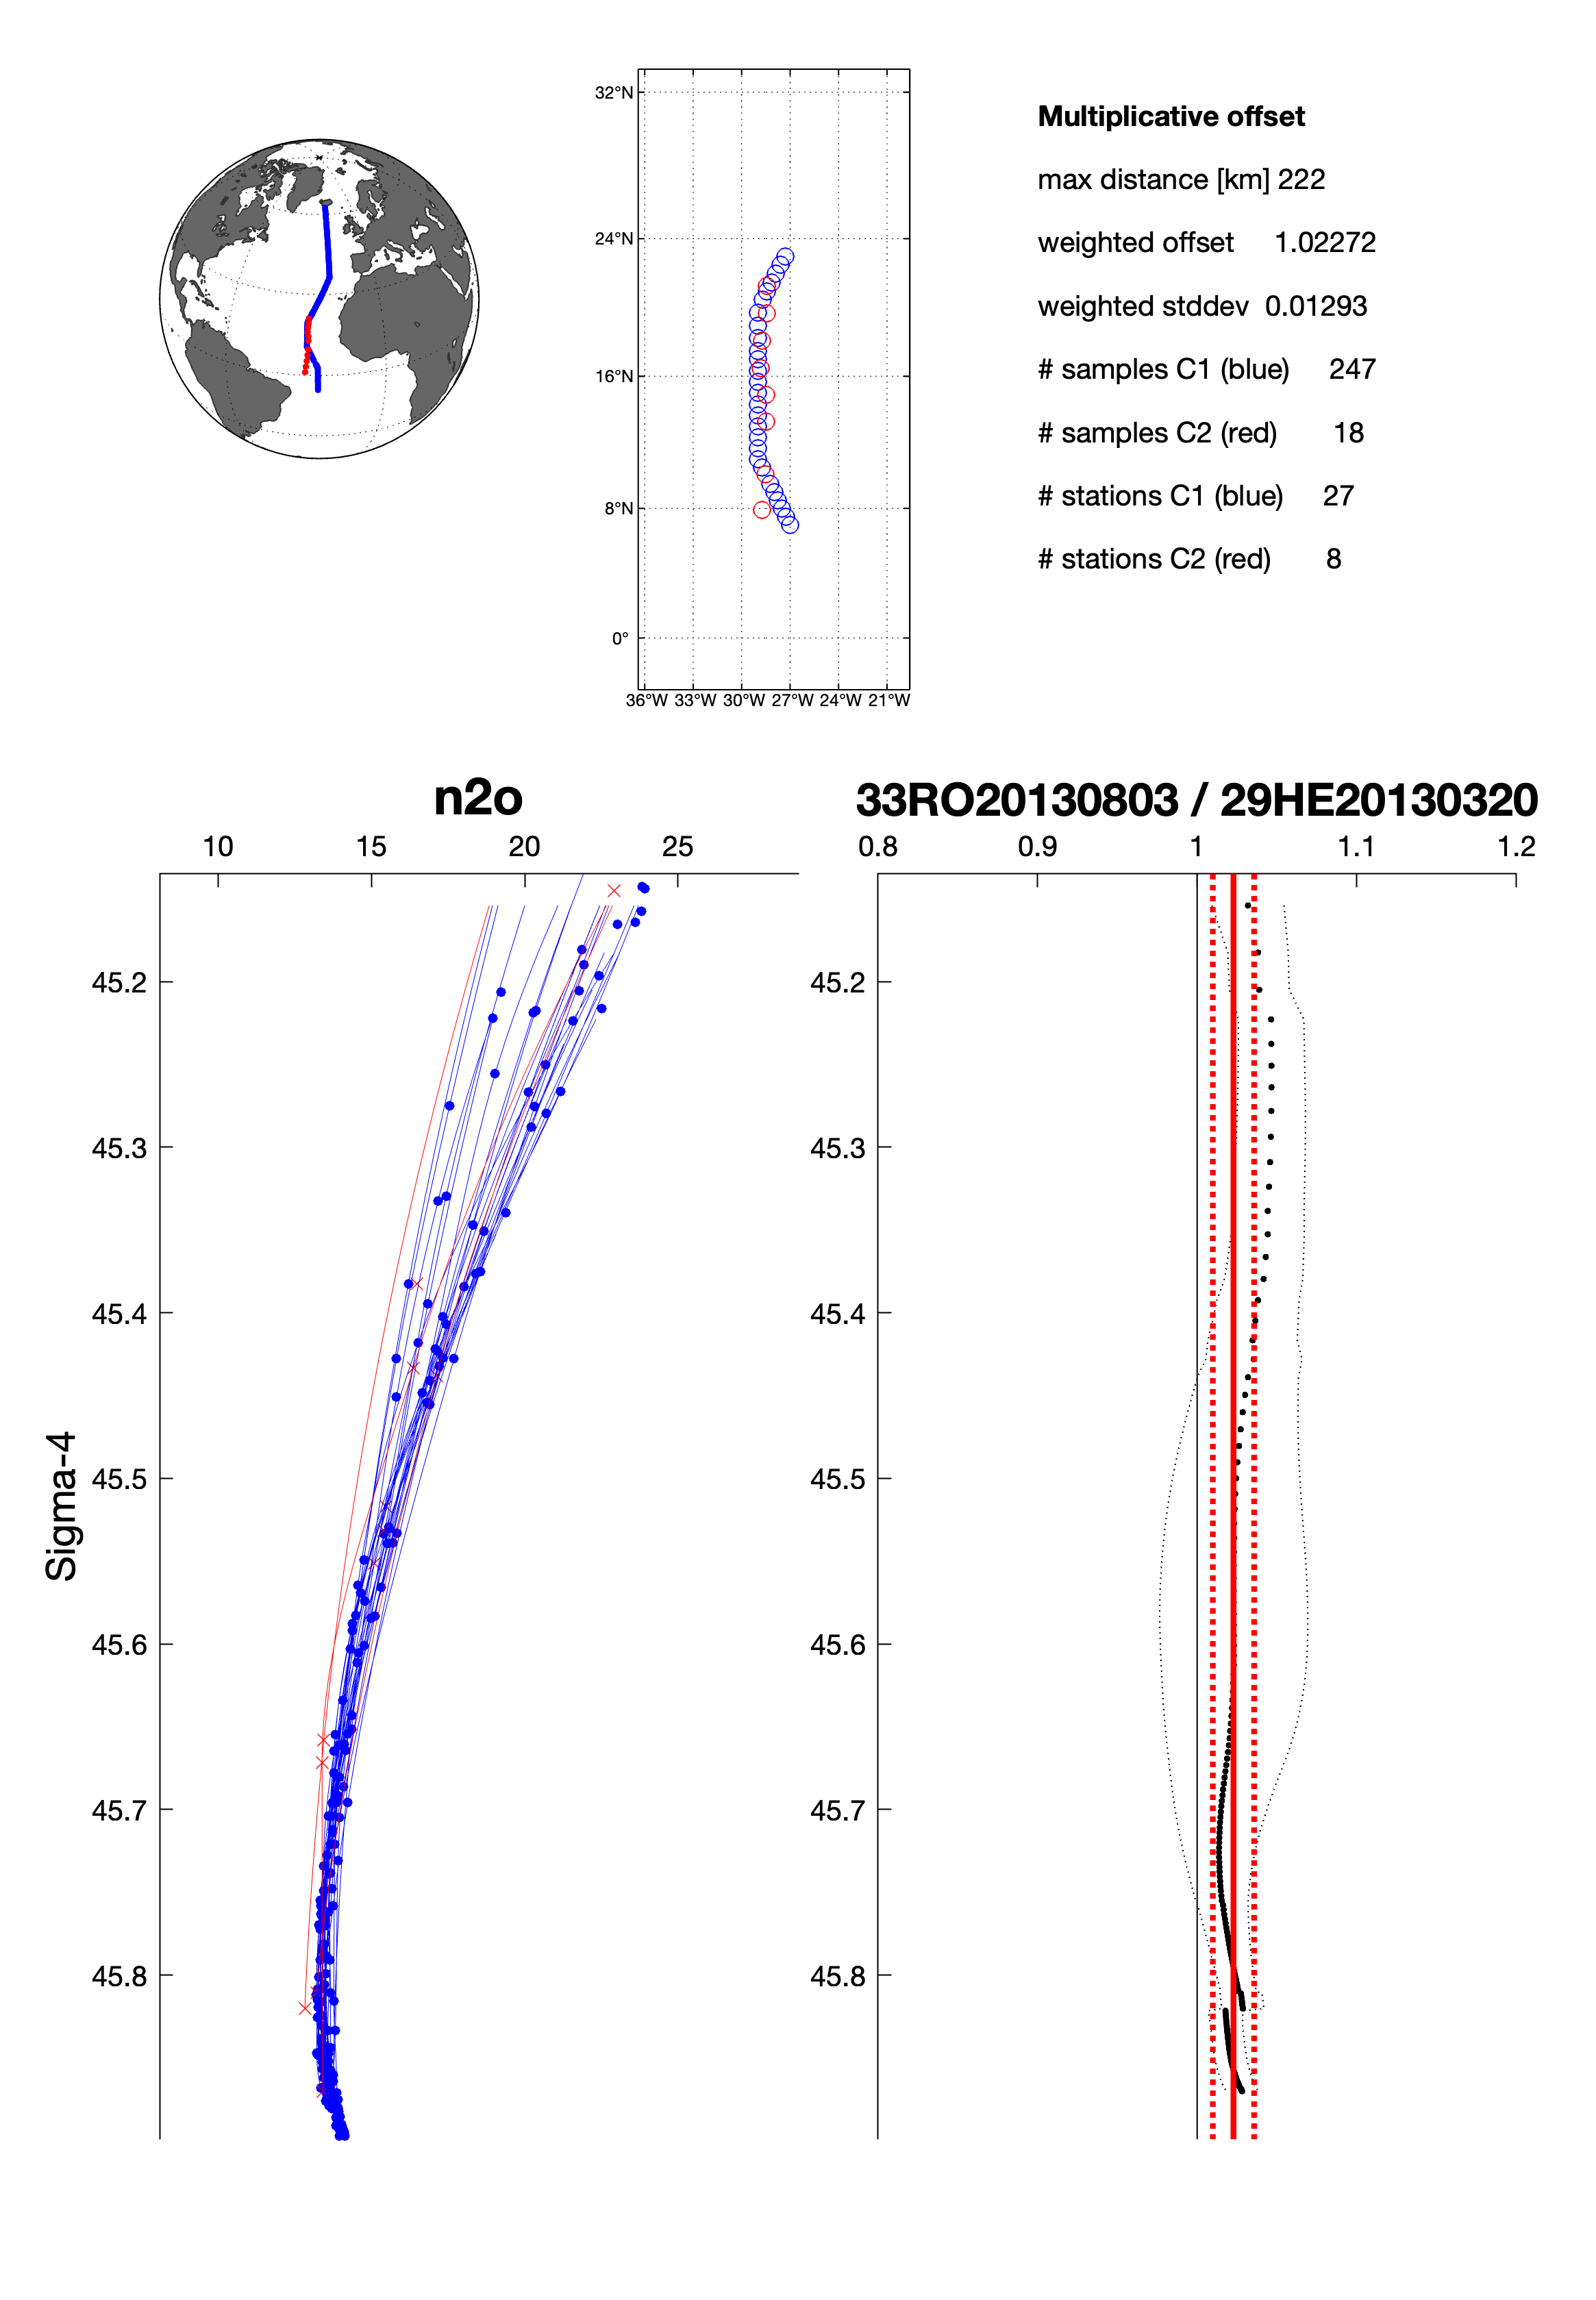 32°N
24°N
16°N
8°N
0°
36°W 33°W 30°W 27°W 24°W 21°W
Multiplicative offset
max distance [km] 222
weighted offset 1.02272
weighted stddev 0.01293
# samples C1 (blue) 247
# samples C2 (red) 18
# stations C1 (blue) 27
# stations C2 (red) 8
n2o
10 15 20 25
Sigma-4
45.2
45.3
45.4
45.5
45.6
45.7
45.8
33RO20130803 / 29HE20130320
0.8 0.9 1 1.1 1.2
45.2
45.3
45.4
45.5
45.6
45.7
45.8